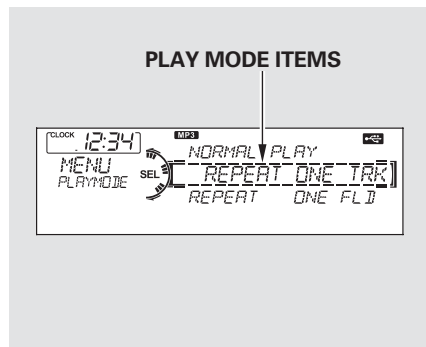 PLAY MODE ITEMS
CLOCK 12:34
MP3
NORMAL PLAY
MENU
PLAYMODE
SEL
REPEAT ONE TRK
REPEAT ONE FLD